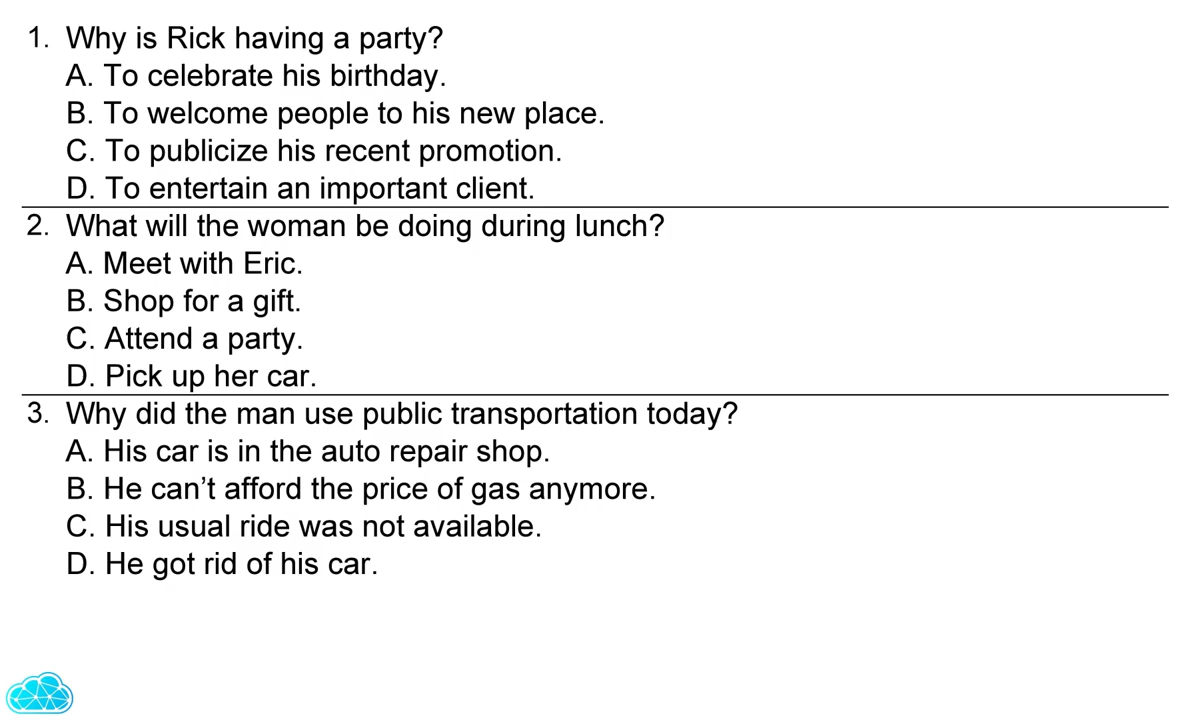 1. Why is Rick having a party?
A. To celebrate his birthday.
B. To welcome people to his new place.
C. To publicize his recent promotion.
D. To entertain an important client.
2. What will the woman be doing during lunch?
A. Meet with Eric.
B. Shop for a gift.
C. Attend a party.
D. Pick up her car.
3. Why did the man use public transportation today?
A. His car is in the auto repair shop.
B. He can’t afford the price of gas anymore.
C. His usual ride was not available.
D. He got rid of his car.